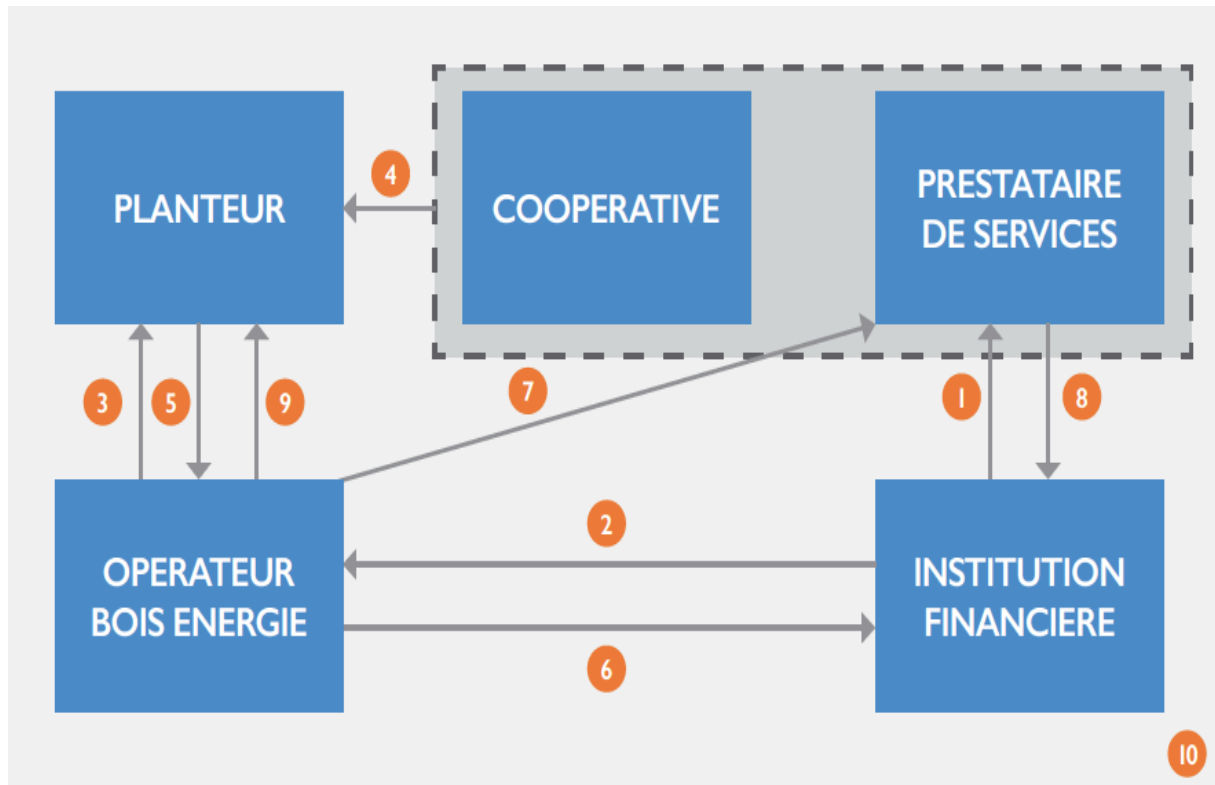 PLANTEUR
4
COOPERATIVE
PRESTATAIRE
DE SERVICES
3
5
9
7
1
8
2
OPERATEUR
BOIS ENERGIE
INSTITUTION
FINANCIERE
6
10